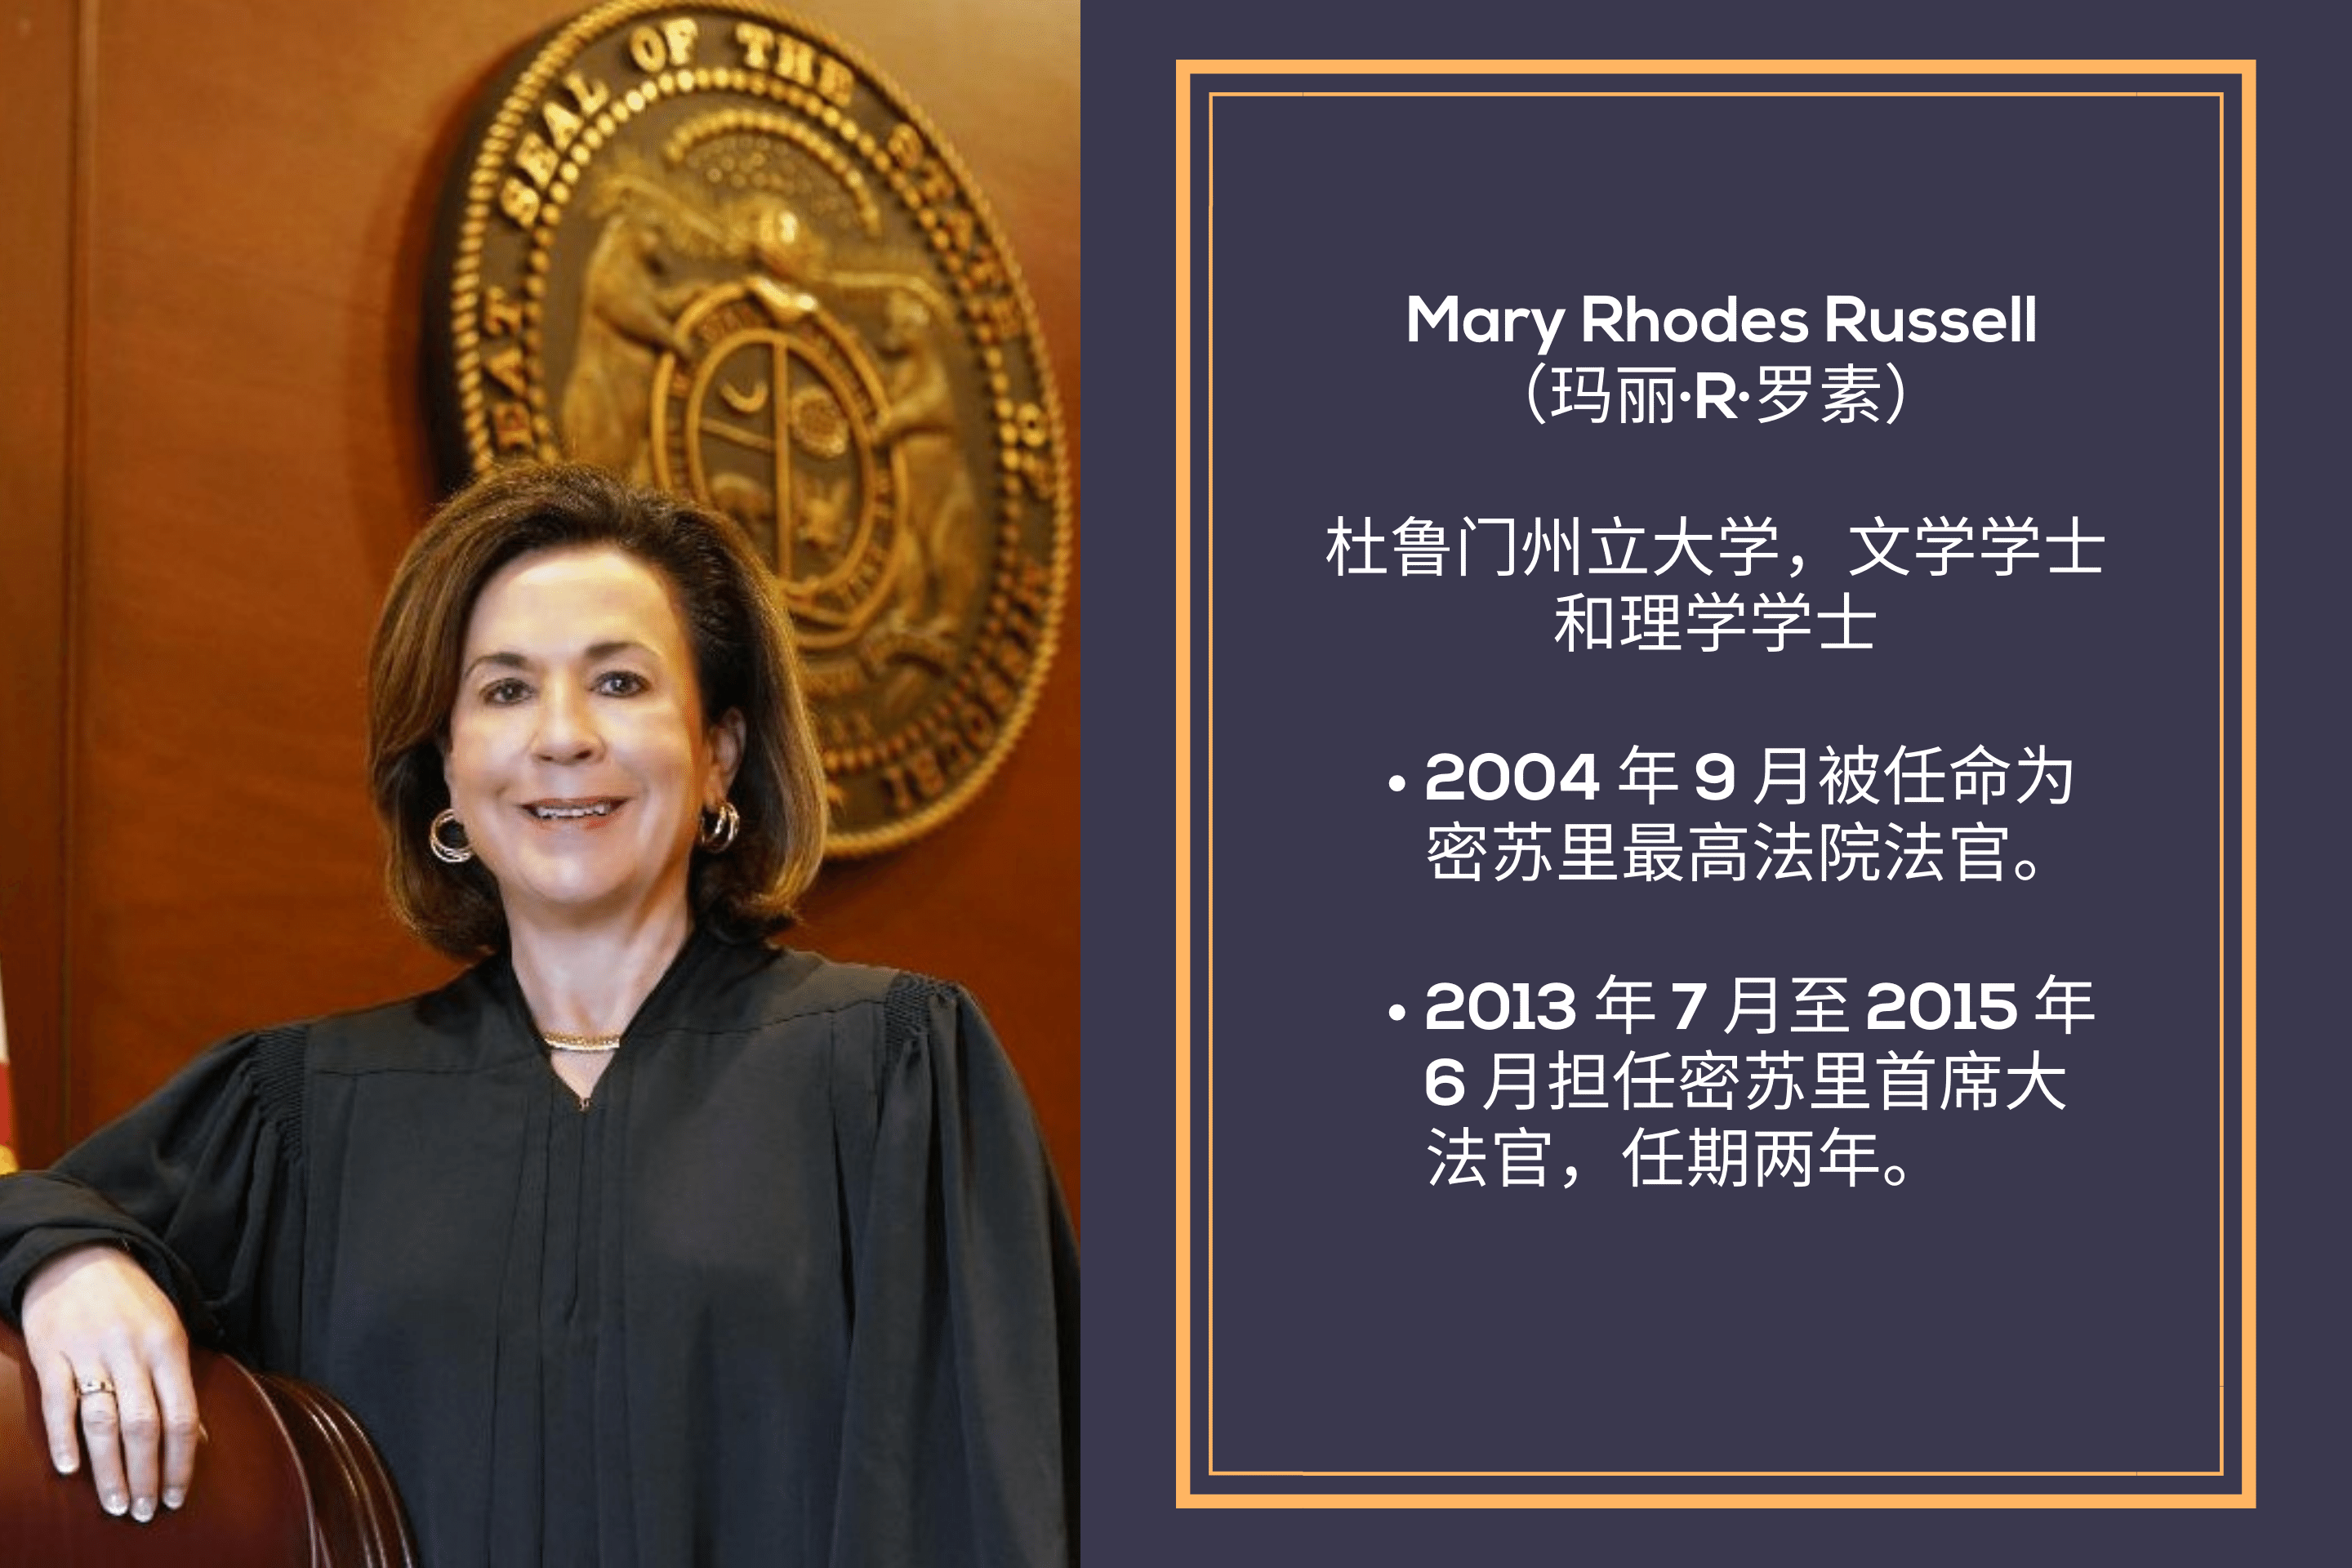 SEAL OF THE STATE OF MISSOURI
Mary Rhodes Russell
（玛丽·R·罗素）
杜鲁门州立大学，文学学士
和理学学士
• 2004 年 9 月被任命为
密苏里最高法院法官。
• 2013 年 7 月至 2015 年
6 月担任密苏里首席大
法官，任期两年。